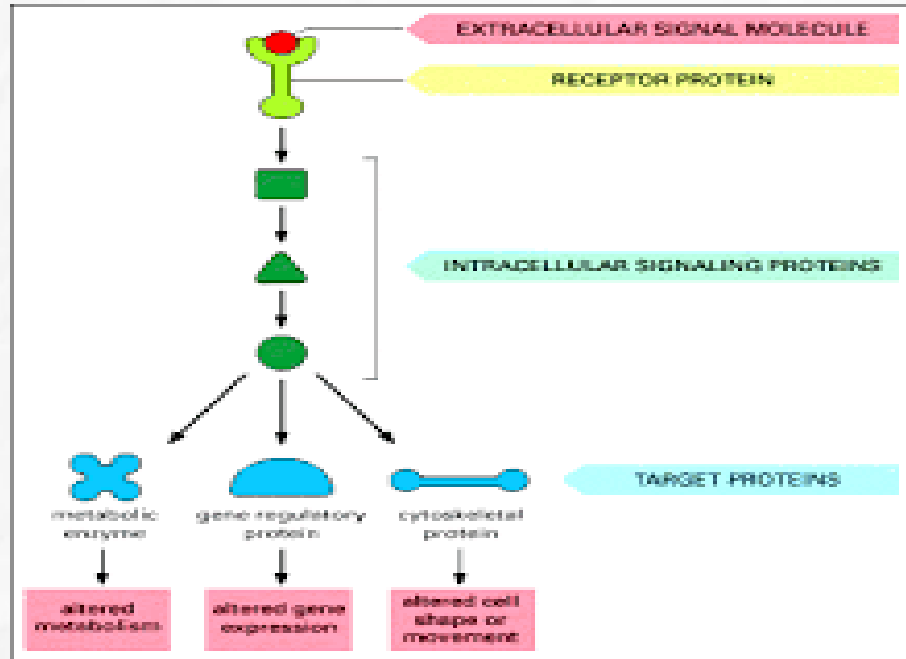 EXTRACELLULAR SIGNAL MOLECULE
RECEPTOR PROTEIN
INTRACELLULAR SIGNALING PROTEINS
TARGET PROTEINS
metabolic
enzyme
gene regulatory
protein
cytoskeletal
protein
altered
metabolism
altered gene
expression
altered cell
shape or
movement